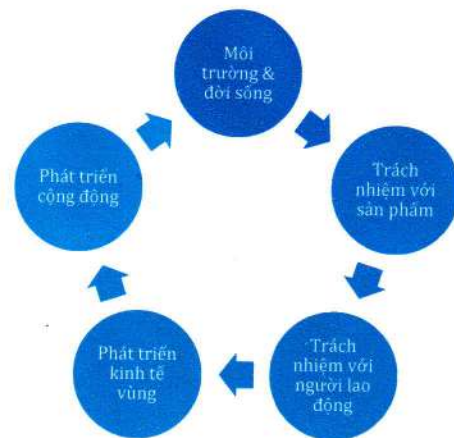 Môi
trường &
đời sống
Trách
nhiệm với
sản phẩm
Trách
nhiệm với
người lao
động
Phát triển
kinh tế
vùng
Phát triển
cộng động